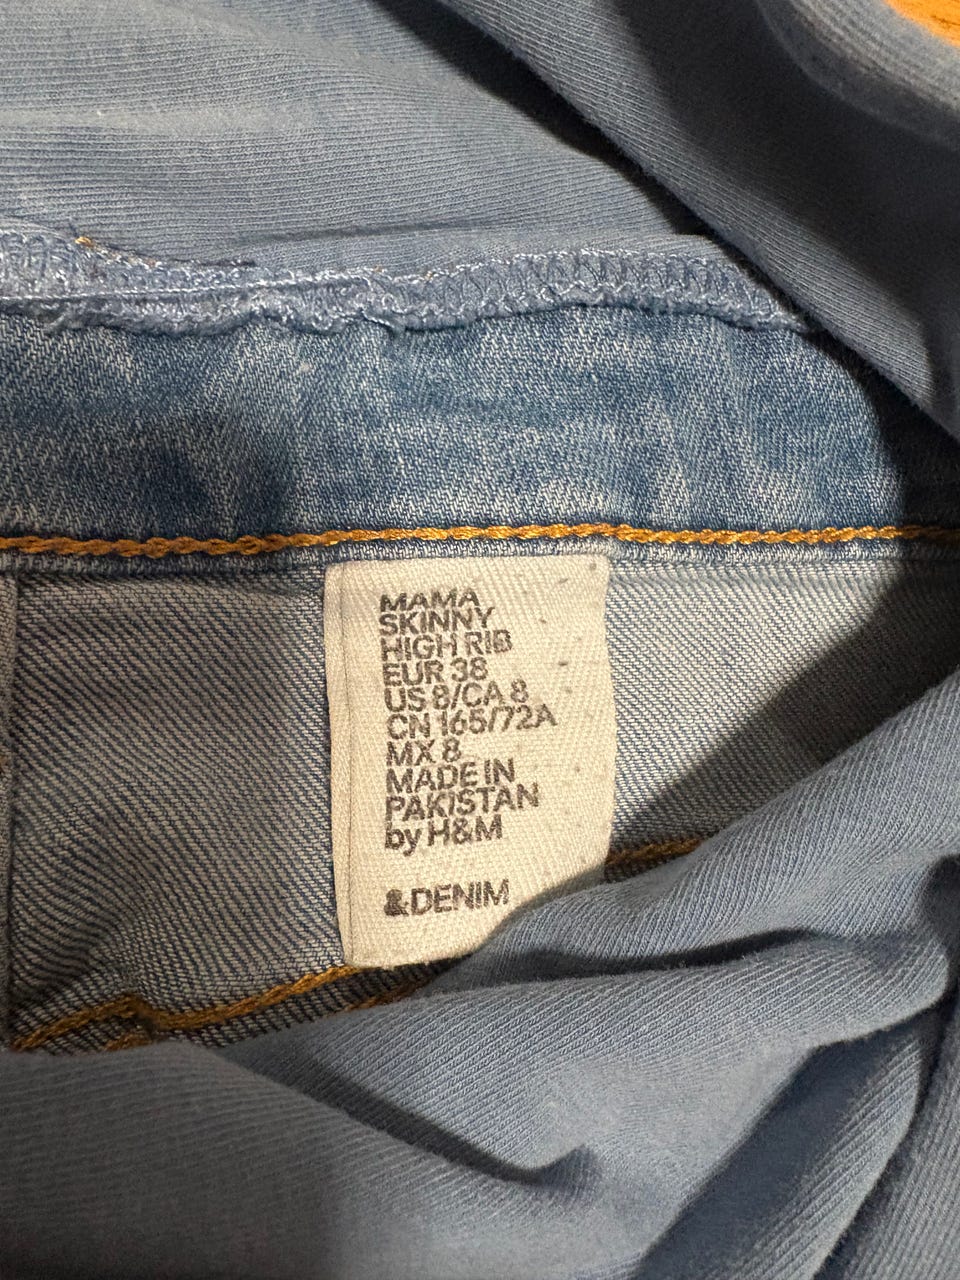 MAMA
SKINNY
HIGH RIB
EUR 38
US 8/CA 8
CN 165/72A
MX 8
MADE IN
PAKISTAN
by H&M
&DENIM